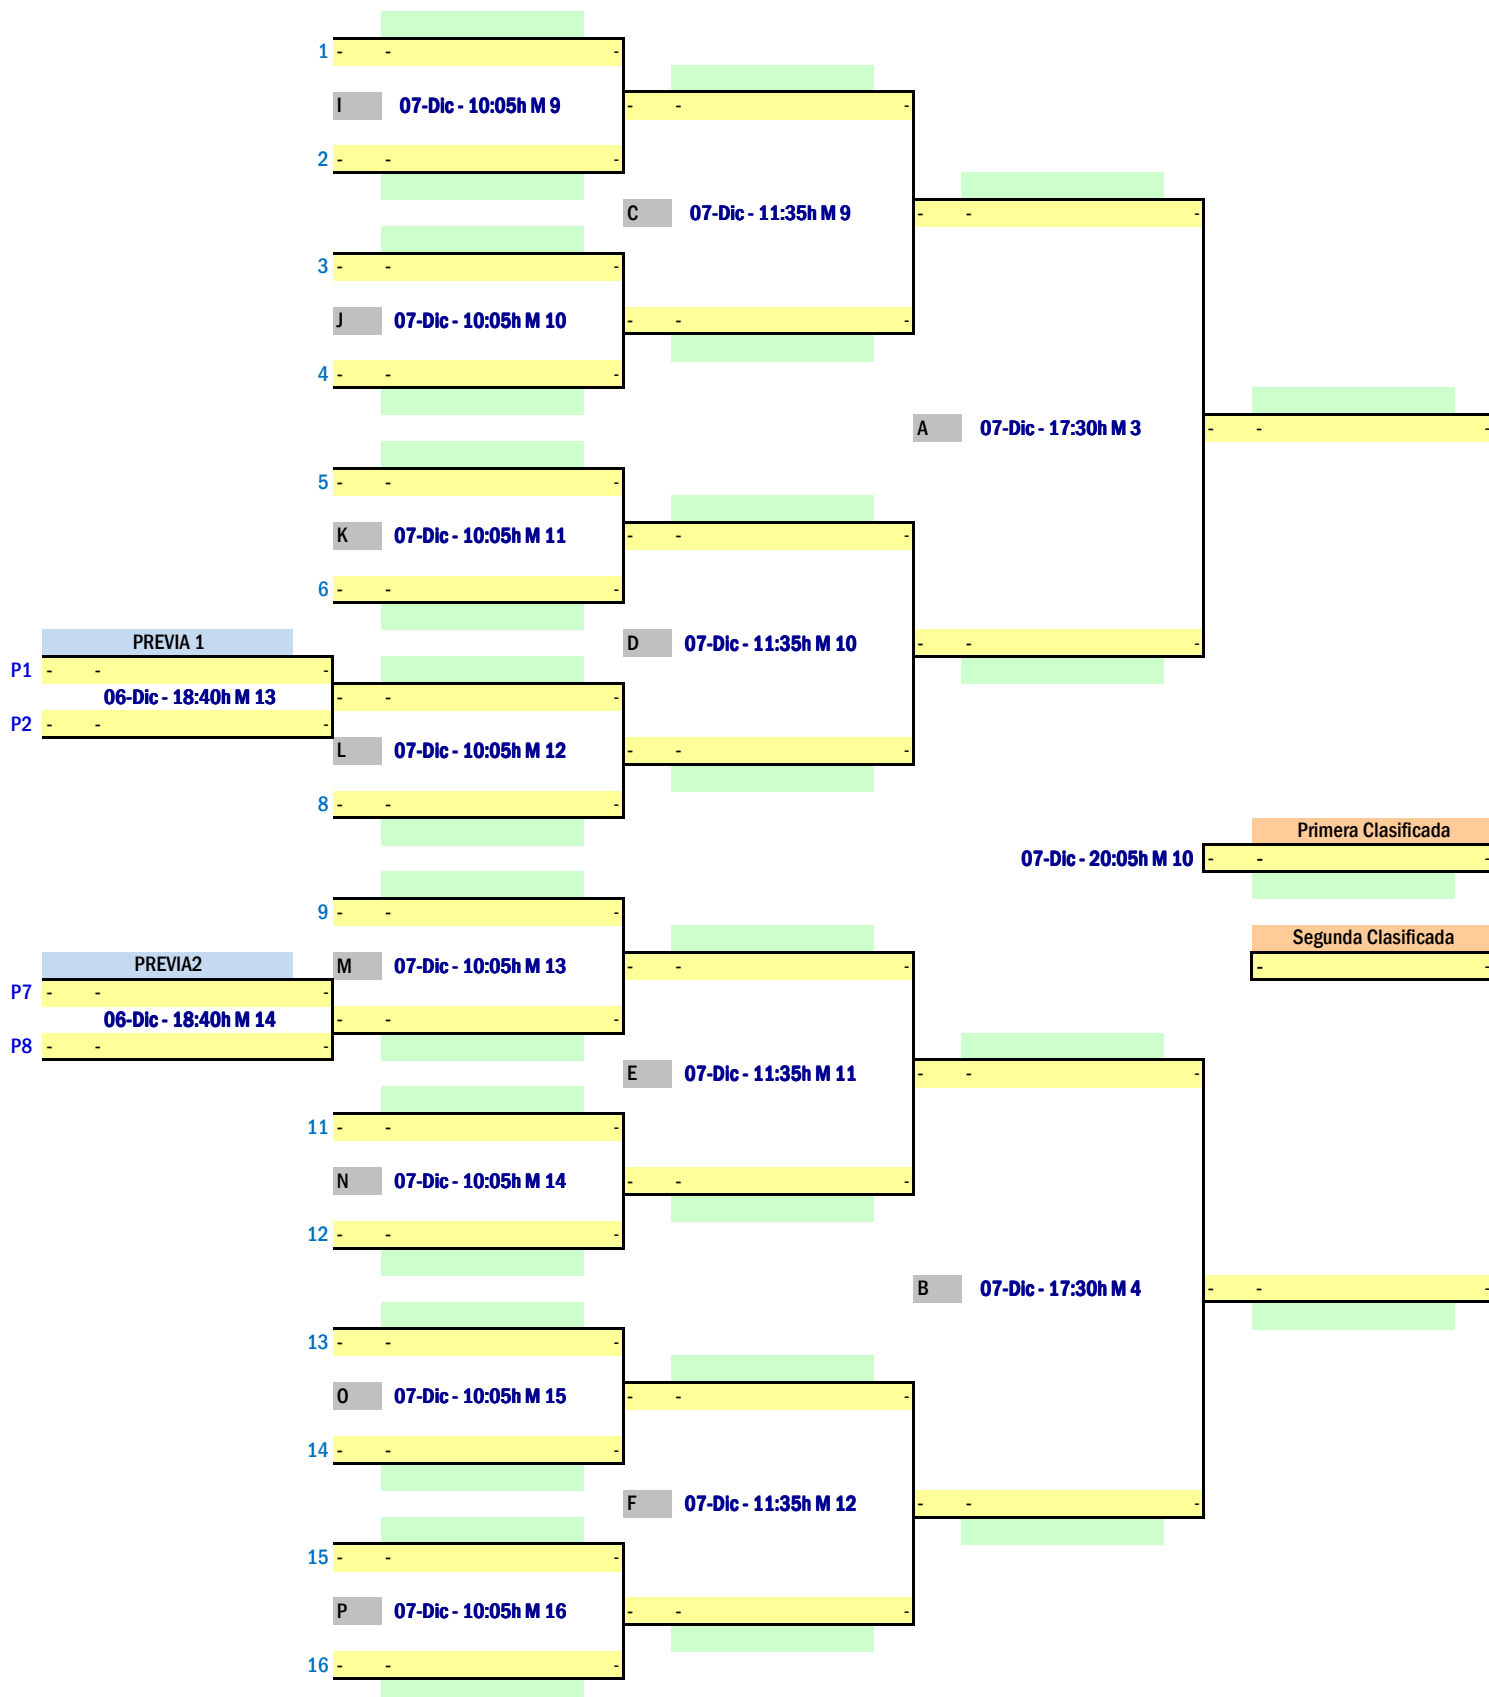 1 - - -
I 07-Dic - 10:05h M 9
- - -
2 - - -
C 07-Dic - 11:35h M 9
- - -
3 - - -
J 07-Dic - 10:05h M 10
- - -
4 - - -
A 07-Dic - 17:30h M 3
- - -
5 - - -
K 07-Dic - 10:05h M 11
- - -
6 - - -
PREVIA 1
D 07-Dic - 11:35h M 10
- - -
P1 - - -
06-Dic - 18:40h M 13
- - -
P2 - - -
L 07-Dic - 10:05h M 12
- - -
8 - - -
Primera Clasificada
07-Dic - 20:05h M 10
- - -
9 - - -
Segunda Clasificada
PREVIA2
M 07-Dic - 10:05h M 13
- - -
- -
P7 - - -
06-Dic - 18:40h M 14
- - -
P8 - - -
E 07-Dic - 11:35h M 11
- - -
11 - - -
N 07-Dic - 10:05h M 14
- - -
12 - - -
B 07-Dic - 17:30h M 4
- - -
13 - - -
O 07-Dic - 10:05h M 15
- - -
14 - - -
F 07-Dic - 11:35h M 12
- - -
15 - - -
P 07-Dic - 10:05h M 16
- - -
16 - - -